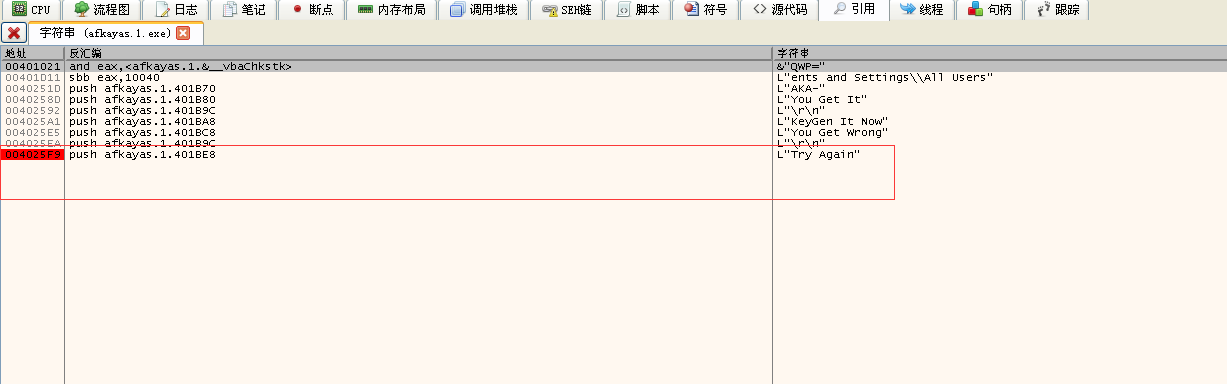 CPU 流程图 日志 笔记 断点 内存布局 调用堆栈 SEH链 脚本 符号 源代码 引用 线程 句柄 跟踪
字符串 (afkayas.1.exe)
地址 反汇编 字符串
00401021 and eax,<afkayas.1.&__vbaChkstk> &"QWP="
00401D11 sbb eax,10040 L"ents and Settings\\All Users"
0040251D push afkayas.1.401B70 L"AKA-"
0040258D push afkayas.1.401B80 L"You Get It"
00402592 push afkayas.1.401B9C L"\r\n"
004025A1 push afkayas.1.401BA8 L"KeyGen It Now"
004025E5 push afkayas.1.401BC8 L"You Get Wrong"
004025EA push afkayas.1.401B9C L"\r\n"
004025F9 push afkayas.1.401BE8 L"Try Again"